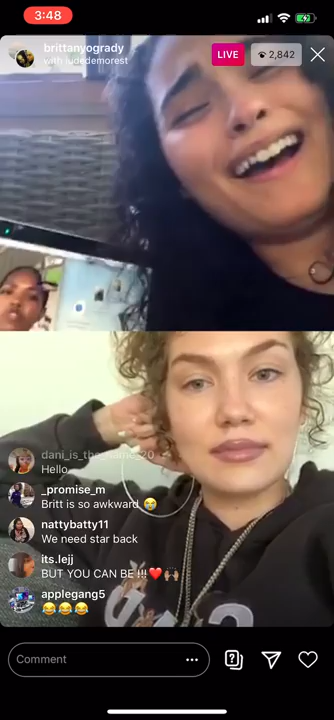 3:48
brittanyogrady
with judedemorest
LIVE
2,842
Hello
_promise_m
Britt is so awkward 😭
nattybatty11
We need star back
its.lejj
BUT YOU CAN BE !!!❤️🙌🏽
applegang5
😂😂😂
Comment